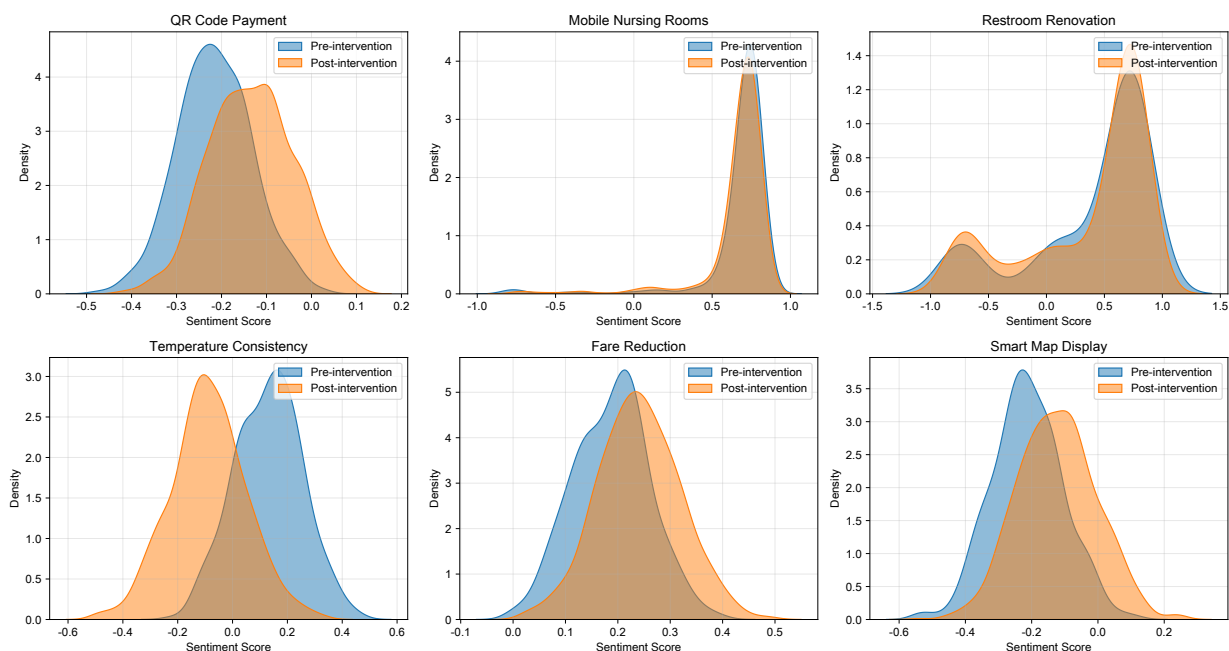 QR Code Payment
Pre-intervention
Post-intervention
Density
4
3
2
1
0
-0.5 -0.4 -0.3 -0.2 -0.1 0.0 0.1 0.2
Sentiment Score
Mobile Nursing Rooms
Pre-intervention
Post-intervention
Density
4
3
2
1
0
-1.0 -0.5 0.0 0.5 1.0
Sentiment Score
Restroom Renovation
Pre-intervention
Post-intervention
Density
1.4
1.2
1.0
0.8
0.6
0.4
0.2
0.0
-1.5 -1.0 -0.5 0.0 0.5 1.0 1.5
Sentiment Score
Temperature Consistency
Pre-intervention
Post-intervention
Density
3.0
2.5
2.0
1.5
1.0
0.5
0.0
-0.6 -0.4 -0.2 0.0 0.2 0.4 0.6
Sentiment Score
Fare Reduction
Pre-intervention
Post-intervention
Density
5
4
3
2
1
0
-0.1 0.0 0.1 0.2 0.3 0.4 0.5
Sentiment Score
Smart Map Display
Pre-intervention
Post-intervention
Density
3.5
3.0
2.5
2.0
1.5
1.0
0.5
0.0
-0.6 -0.4 -0.2 0.0 0.2
Sentiment Score